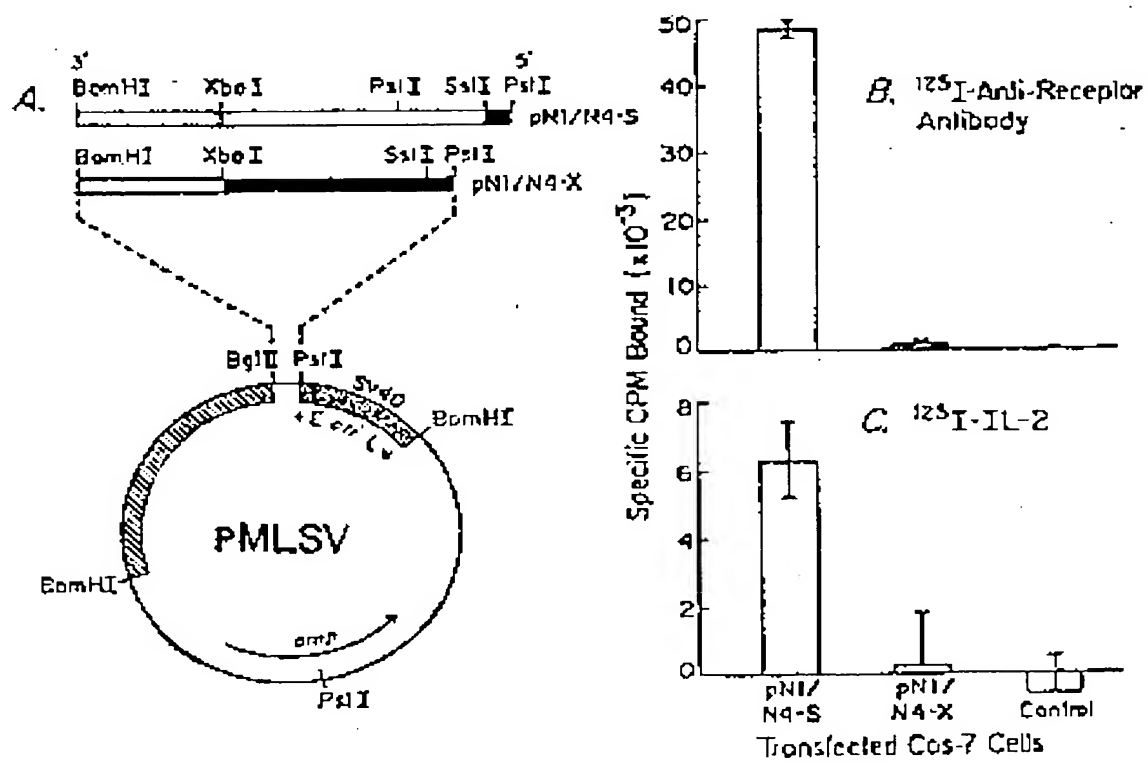 A.
3' 5'
BamHI XbaI PstI SstI PstI
pN1/N4-S
BamHI XbaI SstI PstI
pN1/N4-X
BglII PstI
SV40
BamHI
pMLSV
BamHI
PstI
Specific CPM Bound (x10⁻³)
50
40
30
20
10
0
B. ¹²⁵I-Anti-Receptor
Antibody
8
6
4
2
0
C. ¹²⁵I-IL-2
pN1/
N4-S
pN1/
N4-X
Control
Transfected Cos-7 Cells